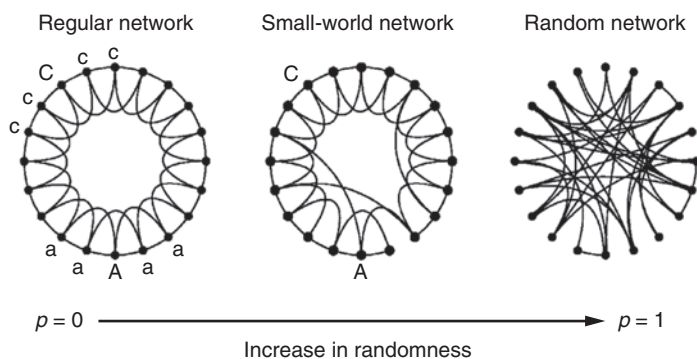 Regular network
Small-world network
Random network
c
c
C
C
c
c
a
a
a
a
A
A
p = 0
p = 1
Increase in randomness